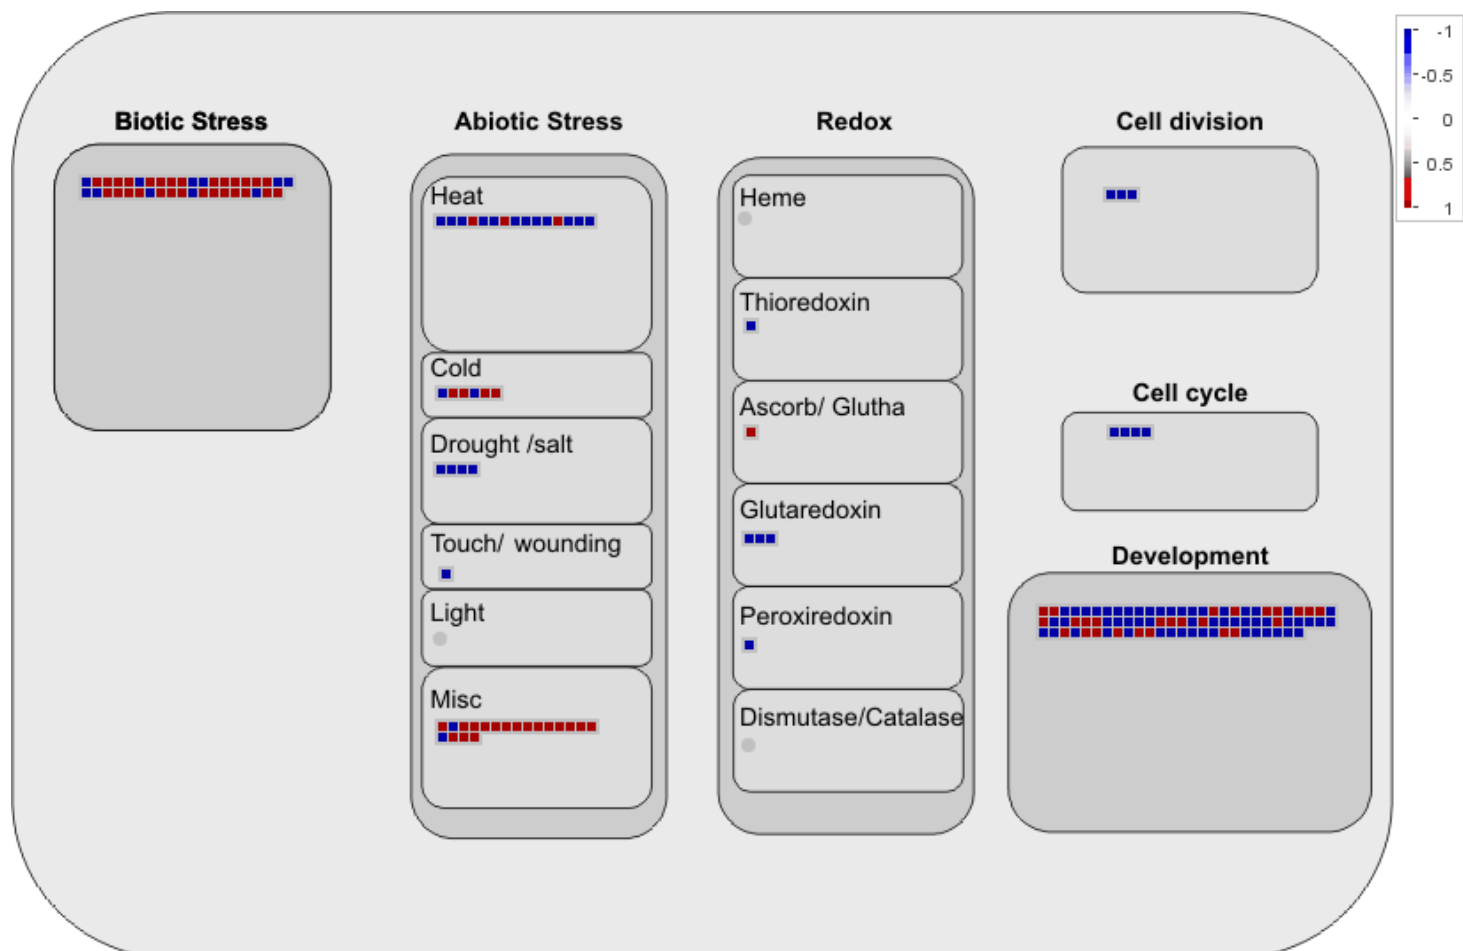 Biotic Stress
Abiotic Stress
Heat
Cold
Drought /salt
Touch/ wounding
Light
Misc
Redox
Heme
Thioredoxin
Ascorb/ Glutha
Glutaredoxin
Peroxiredoxin
Dismutase/Catalase
Cell division
Cell cycle
Development
-1
-0.5
0
0.5
1